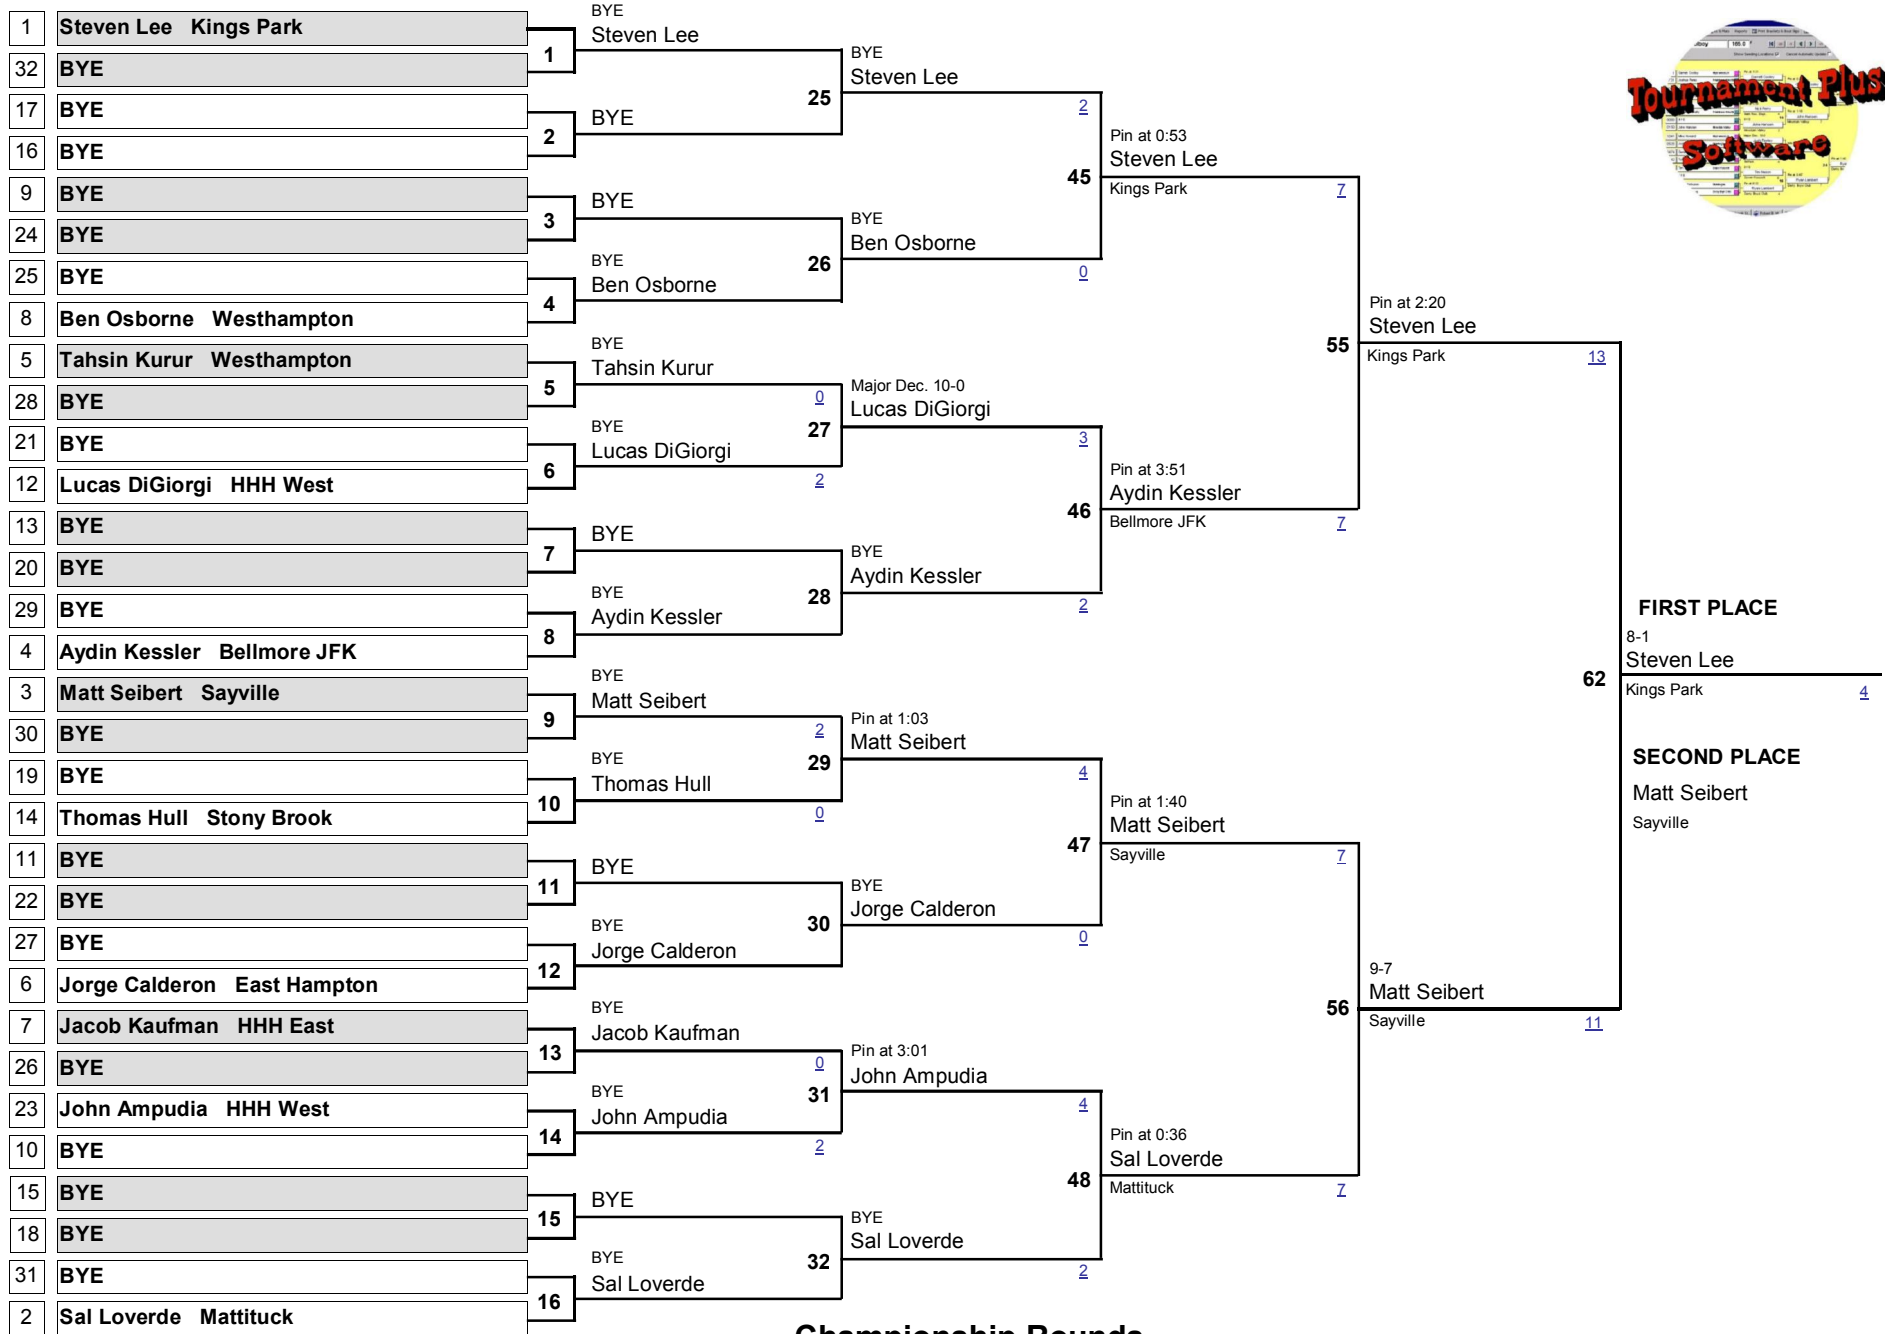 1 Steven Lee Kings Park
32 BYE
17 BYE
16 BYE
9 BYE
24 BYE
25 BYE
8 Ben Osborne Westhampton
5 Tahsin Kurur Westhampton
28 BYE
21 BYE
12 Lucas DiGiorgi HHH West
13 BYE
20 BYE
29 BYE
4 Aydin Kessler Bellmore JFK
3 Matt Seibert Sayville
30 BYE
19 BYE
14 Thomas Hull Stony Brook
11 BYE
22 BYE
27 BYE
6 Jorge Calderon East Hampton
7 Jacob Kaufman HHH East
26 BYE
23 John Ampudia HHH West
10 BYE
15 BYE
18 BYE
31 BYE
2 Sal Loverde Mattituck
BYE
1 Steven Lee
2 BYE
3 BYE
BYE
4 Ben Osborne
BYE
5 Tahsin Kurur
0
BYE
6 Lucas DiGiorgi
2
7 BYE
BYE
8 Aydin Kessler
BYE
9 Matt Seibert
2
BYE
10 Thomas Hull
0
11 BYE
BYE
12 Jorge Calderon
BYE
13 Jacob Kaufman
0
BYE
14 John Ampudia
2
15 BYE
BYE
16 Sal Loverde
BYE
Steven Lee
25
2
BYE
Ben Osborne
26
0
Major Dec. 10-0
Lucas DiGiorgi
27
3
BYE
Aydin Kessler
28
2
Pin at 1:03
Matt Seibert
29
4
BYE
Jorge Calderon
30
0
Pin at 3:01
John Ampudia
31
4
BYE
Sal Loverde
32
2
Pin at 0:53
Steven Lee
45
Kings Park 7
Pin at 3:51
Aydin Kessler
46
Bellmore JFK 7
Pin at 1:40
Matt Seibert
47
Sayville 7
Pin at 0:36
Sal Loverde
48
Mattituck 7
Pin at 2:20
Steven Lee
55
Kings Park 13
9-7
Matt Seibert
56
Sayville 11
FIRST PLACE
8-1
Steven Lee
62
Kings Park 4
SECOND PLACE
Matt Seibert
Sayville
Tournament Plus
Software
Championship Rounds